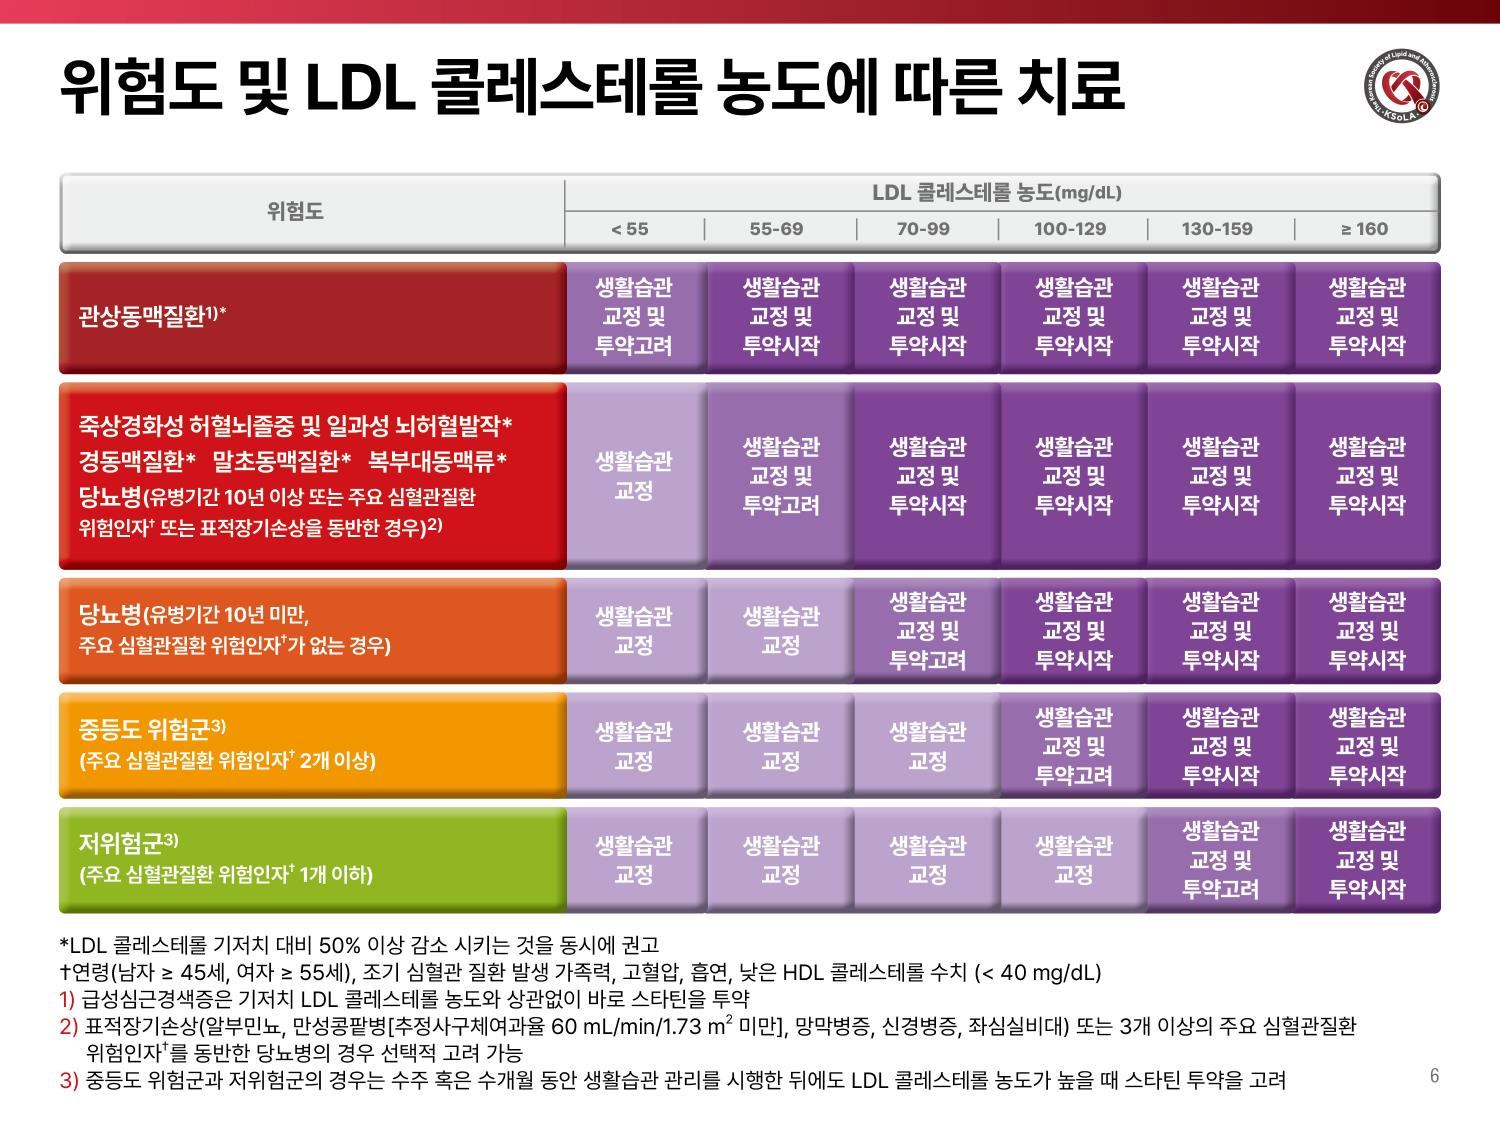 위험도 및 LDL 콜레스테롤 농도에 따른 치료
The Korean Society of Lipid and Atherosclerosis
KSoLA
위험도
LDL 콜레스테롤 농도(mg/dL)
< 55
55-69
70-99
100-129
130-159
≥ 160
관상동맥질환1)*
생활습관
교정 및
투약고려
생활습관
교정 및
투약시작
생활습관
교정 및
투약시작
생활습관
교정 및
투약시작
생활습관
교정 및
투약시작
생활습관
교정 및
투약시작
죽상경화성 허혈뇌졸중 및 일과성 뇌허혈발작*
경동맥질환* 말초동맥질환* 복부대동맥류*
당뇨병(유병기간 10년 이상 또는 주요 심혈관질환
위험인자† 또는 표적장기손상을 동반한 경우)2)
생활습관
교정
생활습관
교정 및
투약고려
생활습관
교정 및
투약시작
생활습관
교정 및
투약시작
생활습관
교정 및
투약시작
생활습관
교정 및
투약시작
당뇨병(유병기간 10년 미만,
주요 심혈관질환 위험인자†가 없는 경우)
생활습관
교정
생활습관
교정
생활습관
교정 및
투약고려
생활습관
교정 및
투약시작
생활습관
교정 및
투약시작
생활습관
교정 및
투약시작
중등도 위험군3)
(주요 심혈관질환 위험인자† 2개 이상)
생활습관
교정
생활습관
교정
생활습관
교정
생활습관
교정 및
투약고려
생활습관
교정 및
투약시작
생활습관
교정 및
투약시작
저위험군3)
(주요 심혈관질환 위험인자† 1개 이하)
생활습관
교정
생활습관
교정
생활습관
교정
생활습관
교정
생활습관
교정 및
투약고려
생활습관
교정 및
투약시작
*LDL 콜레스테롤 기저치 대비 50% 이상 감소 시키는 것을 동시에 권고
†연령(남자 ≥ 45세, 여자 ≥ 55세), 조기 심혈관 질환 발생 가족력, 고혈압, 흡연, 낮은 HDL 콜레스테롤 수치 (< 40 mg/dL)
1) 급성심근경색증은 기저치 LDL 콜레스테롤 농도와 상관없이 바로 스타틴을 투약
2) 표적장기손상(알부민뇨, 만성콩팥병[추정사구체여과율 60 mL/min/1.73 m² 미만], 망막병증, 신경병증, 좌심실비대) 또는 3개 이상의 주요 심혈관질환
위험인자†를 동반한 당뇨병의 경우 선택적 고려 가능
3) 중등도 위험군과 저위험군의 경우는 수주 혹은 수개월 동안 생활습관 관리를 시행한 뒤에도 LDL 콜레스테롤 농도가 높을 때 스타틴 투약을 고려
6